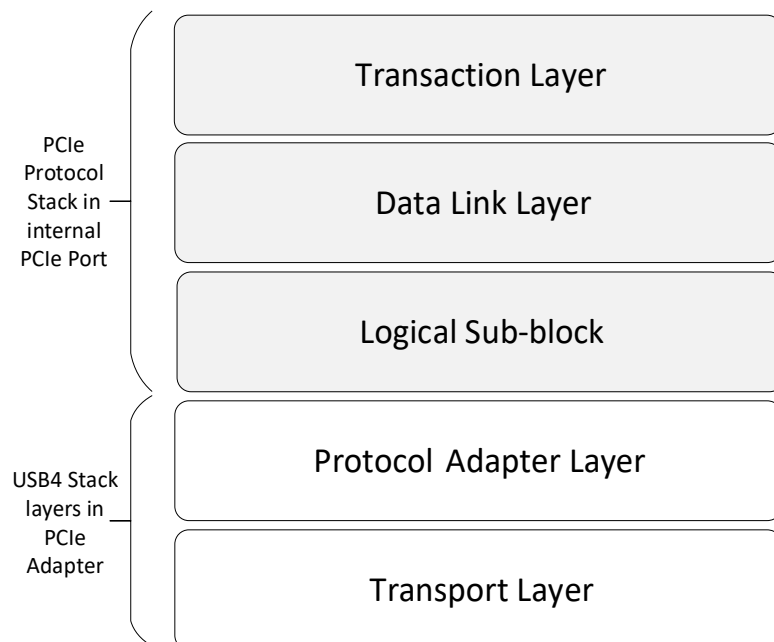 Transaction Layer
PCIe
Protocol
Stack in
internal
PCIe Port
Data Link Layer
Logical Sub-block
Protocol Adapter Layer
USB4 Stack
layers in
PCIe
Adapter
Transport Layer